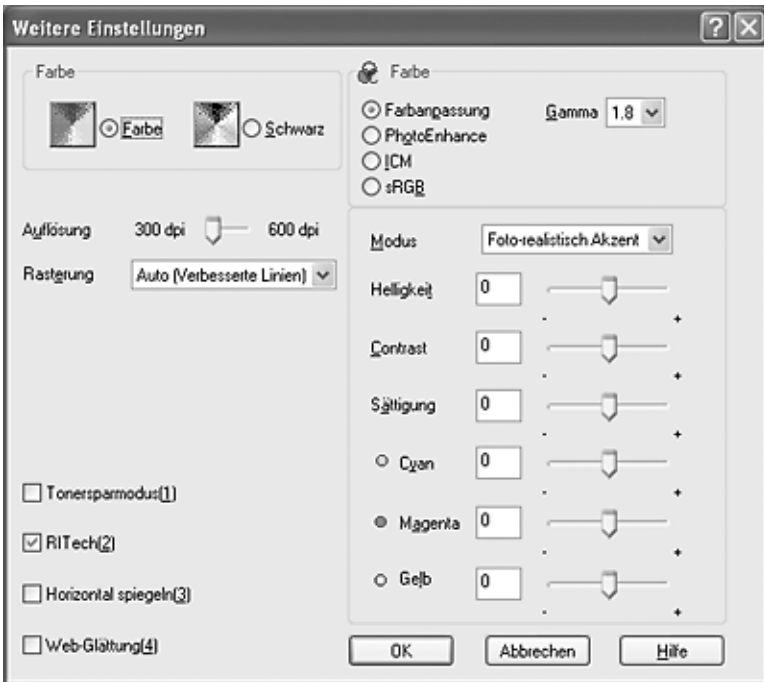 Weitere Einstellungen
Farbe
Farbe
Schwarz
Auflösung 300 dpi 600 dpi
Rasterung Auto (Verbesserte Linien)
Tonersparmodus(1)
RITech(2)
Horizontal spiegeln(3)
Web-Glättung(4)
Farbe
Farbanpassung
Gamma 1.8
PhotoEnhance
ICM
sRGB
Modus Foto-realistisch Akzent
Helligkeit 0
- +
Contrast 0
- +
Sättigung 0
- +
Cyan 0
- +
Magenta 0
- +
Gelb 0
- +
OK Abbrechen Hilfe